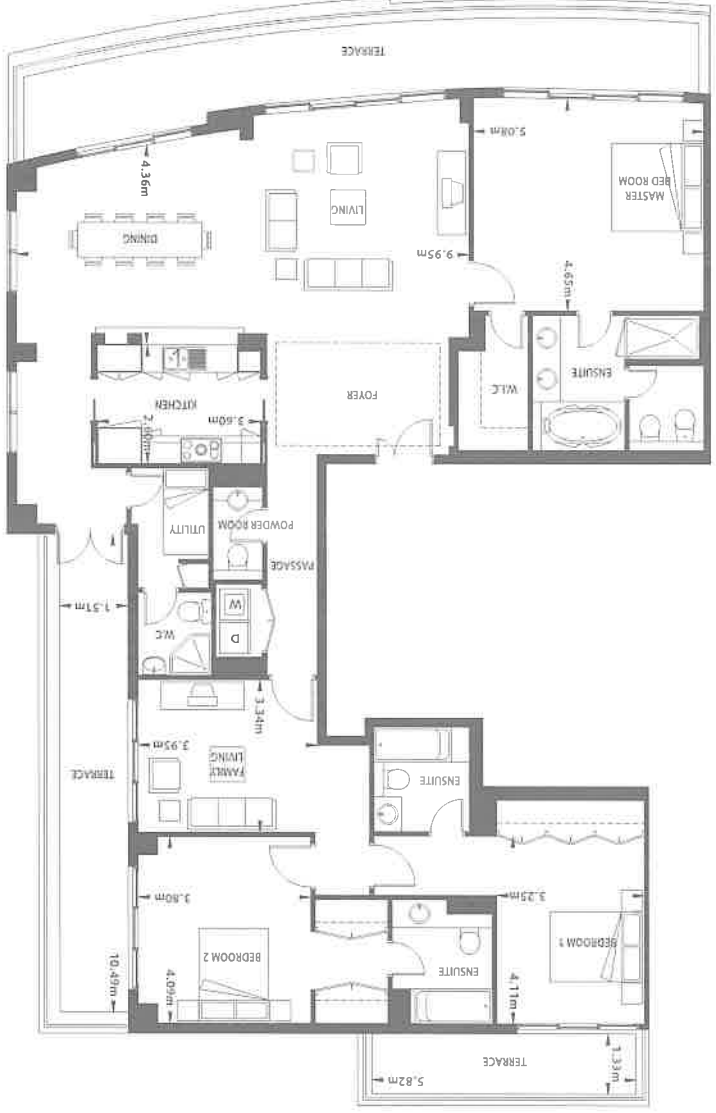 5.82m
TERRACE
1.33m
4.11m
BEDROOM 1
ENSUITE
3.25m
4.09m
BEDROOM 2
3.80m
10.49m
ENSUITE
TERRACE
FAMILY
LIVING
3.95m
3.34m
D
W
W.C
1.51m
PASSAGE
POWDER ROOM
UTILITY
FOYER
3.60m
KITCHEN
W.I.C
ENSUITE
4.65m
9.95m
DINING
LIVING
MASTER
BED ROOM
4.36m
5.08m
TERRACE